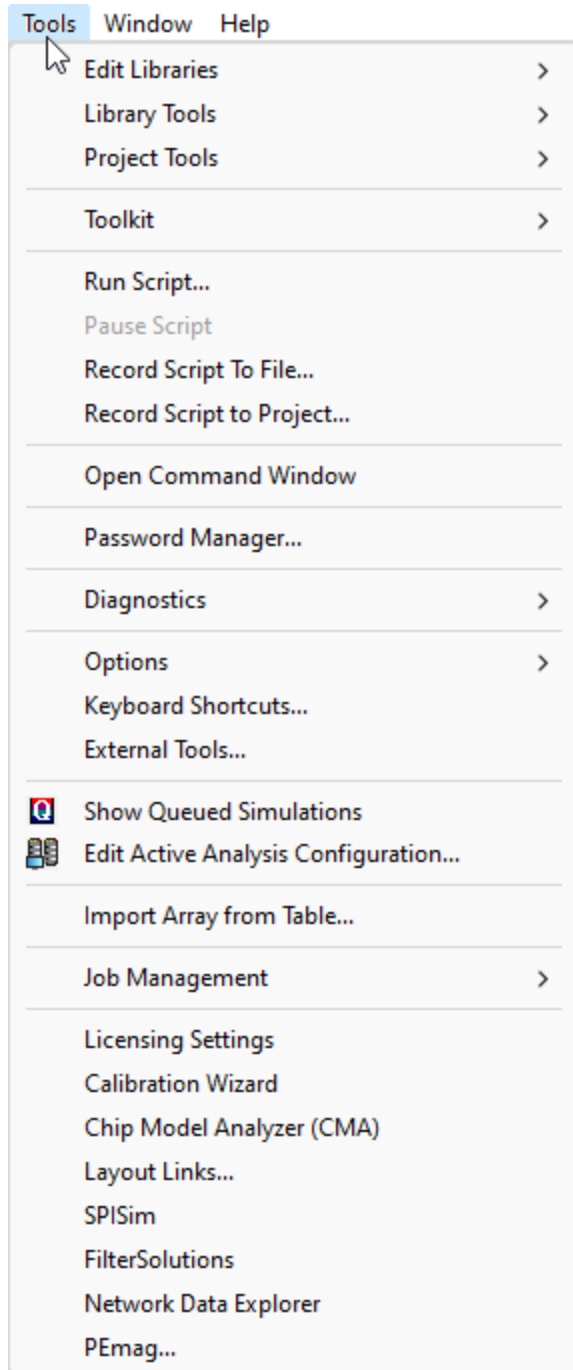 Tools Window Help
Edit Libraries
Library Tools
Project Tools
Toolkit
Run Script...
Pause Script
Record Script To File...
Record Script to Project...
Open Command Window
Password Manager...
Diagnostics
Options
Keyboard Shortcuts...
External Tools...
Q Show Queued Simulations
Edit Active Analysis Configuration...
Import Array from Table...
Job Management
Licensing Settings
Calibration Wizard
Chip Model Analyzer (CMA)
Layout Links...
SPISim
FilterSolutions
Network Data Explorer
PEmag...